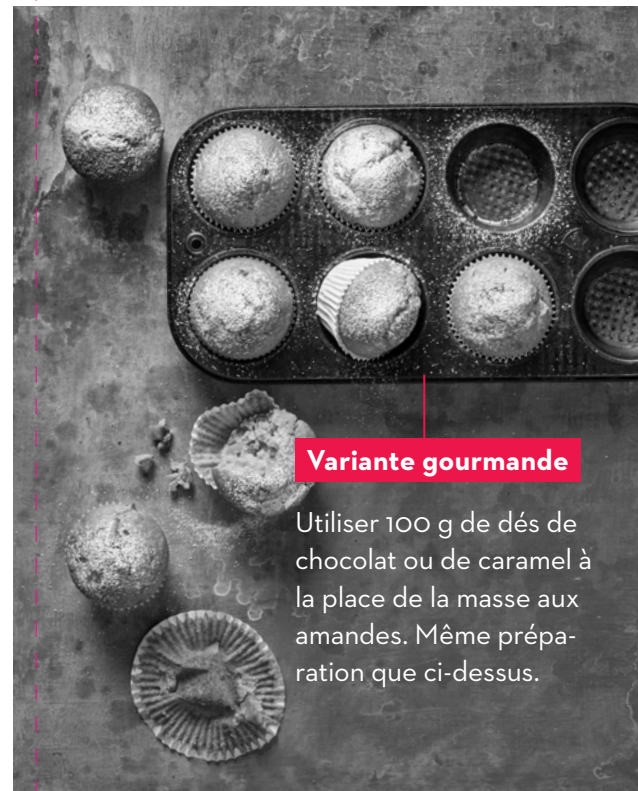 Variante gourmande
Utiliser 100 g de dés de
chocolat ou de caramel à
la place de la masse aux
amandes. Même prépa-
ration que ci-dessus.